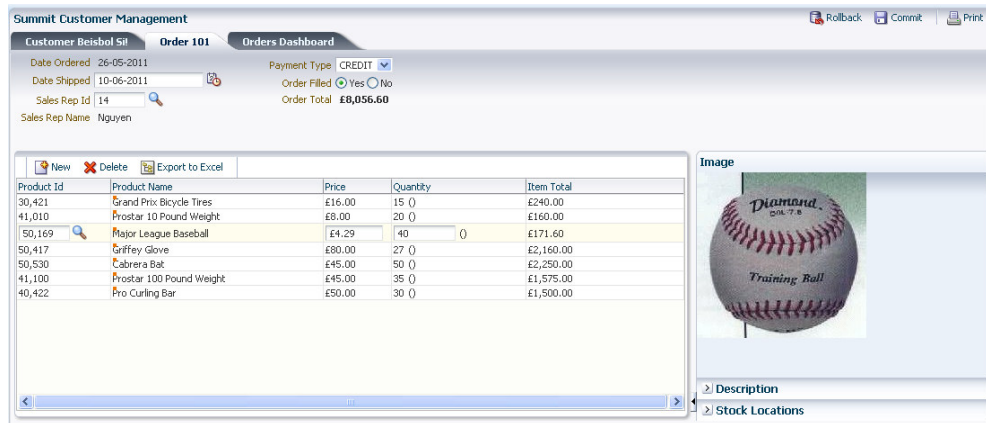 Summit Customer Management
Rollback Commit Print
Customer Beisbol Si! Order 101 Orders Dashboard
Date Ordered 26-05-2011
Payment Type CREDIT
Date Shipped 10-06-2011
Order Filled Yes No
Sales Rep Id 14
Order Total £8,056.60
Sales Rep Name Nguyen
New Delete Export to Excel
Image
Product Id Product Name Price Quantity Item Total
30,421 Grand Prix Bicycle Tires £16.00 15 () £240.00
41,010 Prostar 10 Pound Weight £8.00 20 () £160.00
50,169 Major League Baseball £4.29 40 () £171.60
50,417 Griffey Glove £80.00 27 () £2,160.00
50,530 Cabrera Bat £45.00 50 () £2,250.00
41,100 Prostar 100 Pound Weight £45.00 35 () £1,575.00
40,422 Pro Curling Bar £50.00 30 () £1,500.00
Diamond
Training Ball
Description
Stock Locations